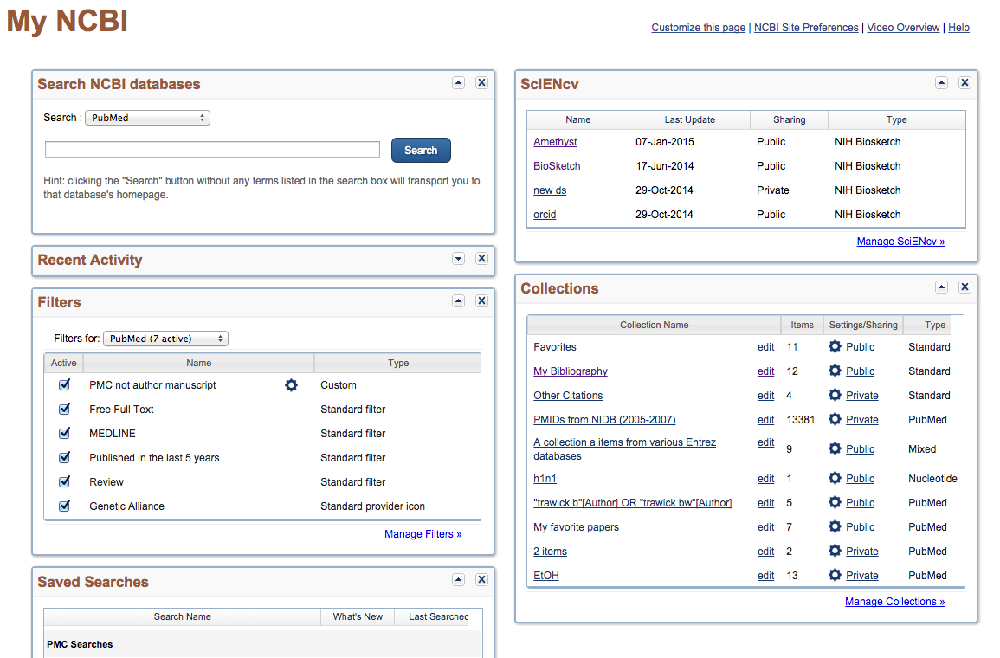 My NCBI
Customize this page | NCBI Site Preferences | Video Overview | Help
Search NCBI databases
Search : PubMed
Search
Hint: clicking the "Search" button without any terms listed in the search box will transport you to
that database's homepage.
Recent Activity
Filters
Filters for: PubMed (7 active)
Active Name Type
PMC not author manuscript Custom
Free Full Text Standard filter
MEDLINE Standard filter
Published in the last 5 years Standard filter
Review Standard filter
Genetic Alliance Standard provider icon
Manage Filters »
Saved Searches
Search Name What's New Last Searched
PMC Searches
SciENcv
Name Last Update Sharing Type
Amethyst 07-Jan-2015 Public NIH Biosketch
BioSketch 17-Jun-2014 Public NIH Biosketch
new ds 29-Oct-2014 Private NIH Biosketch
orcid 29-Oct-2014 Public NIH Biosketch
Manage SciENcv »
Collections
Collection Name Items Settings/Sharing Type
Favorites edit 11 Public Standard
My Bibliography edit 12 Public Standard
Other Citations edit 4 Private Standard
PMIDs from NIDB (2005-2007) edit 13381 Private PubMed
A collection a items from various Entrez
databases edit 9 Public Mixed
h1n1 edit 1 Public Nucleotide
"trawick b"[Author] OR "trawick bw"[Author] edit 5 Public PubMed
My favorite papers edit 7 Public PubMed
2 items edit 2 Private PubMed
EtOH edit 13 Private PubMed
Manage Collections »